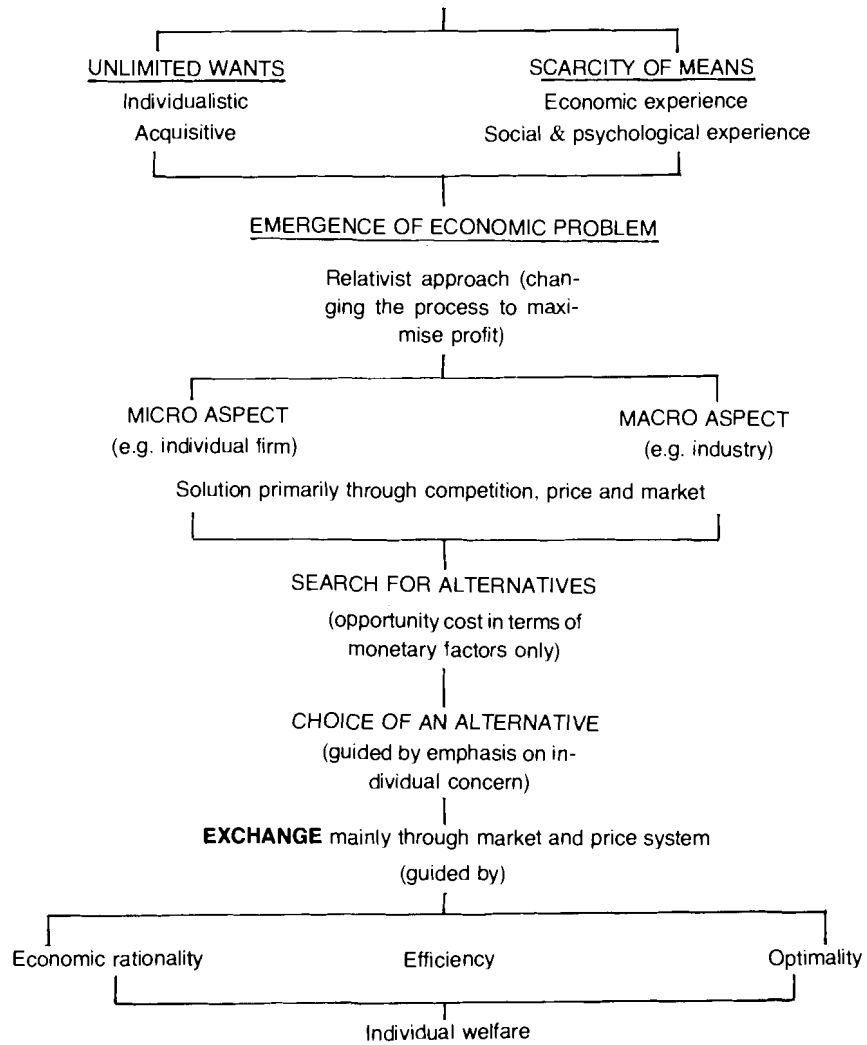 UNLIMITED WANTS
SCARCITY OF MEANS
Individualistic
Economic experience
Acquisitive
Social & psychological experience
EMERGENCE OF ECONOMIC PROBLEM
Relativist approach (chan-
ging the process to maxi-
mise profit)
MICRO ASPECT
MACRO ASPECT
(e.g. individual firm)
(e.g. industry)
Solution primarily through competition, price and market
SEARCH FOR ALTERNATIVES
(opportunity cost in terms of
monetary factors only)
CHOICE OF AN ALTERNATIVE
(guided by emphasis on in-
dividual concern)
EXCHANGE mainly through market and price system
(guided by)
Economic rationality
Efficiency
Optimality
Individual welfare